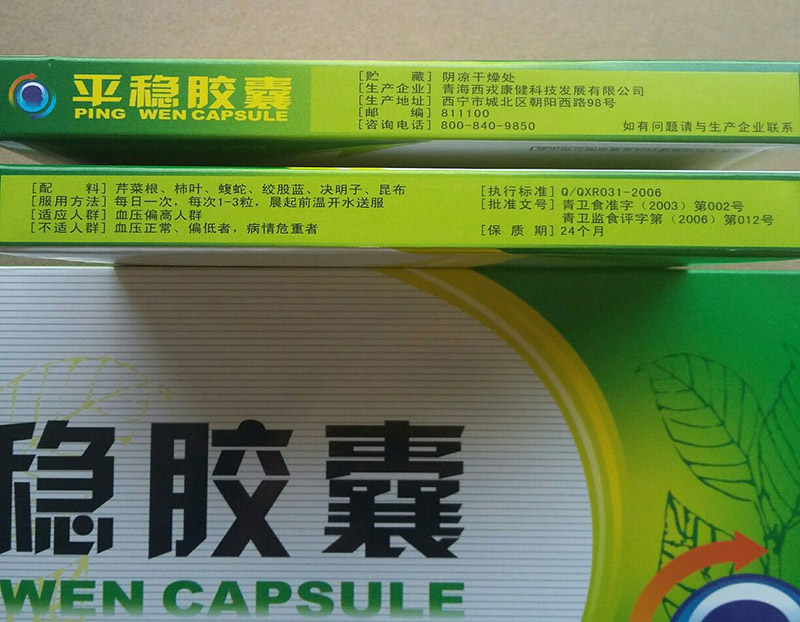 平稳胶囊
PING WEN CAPSULE
[贮 藏] 阴凉干燥处
[生产企业] 青海西戎康健科技发展有限公司
[生产地址] 西宁市城北区朝阳西路98号
[邮 编] 811100
[咨询电话] 800-840-9850
如有问题请与生产企业联系
[配 料] 芹菜根、柿叶、蝮蛇、绞股蓝、决明子、昆布
[服用方法] 每日一次，每次1-3粒，晨起前温开水送服
[适应人群] 血压偏高人群
[不适人群] 血压正常、偏低者，病情危重者
[执行标准] Q/QXR031-2006
[批准文号] 青卫食准字（2003）第002号
青卫监食评字第（2006）第012号
[保 质 期] 24个月
稳胶囊
WEN CAPSULE